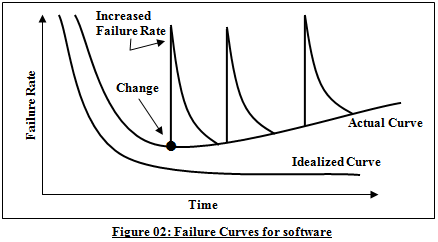 Increased
Failure Rate
Change
Failure Rate
Actual Curve
Idealized Curve
Time
Figure 02: Failure Curves for software